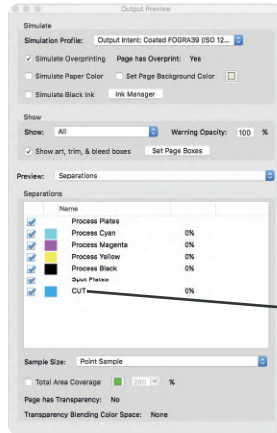 Output Preview
Simulate
Simulation Profile: Output Intent: Coated FOGRA39 (ISO 12...
Simulate Overprinting Page has Overprint: Yes
Simulate Paper Color Set Page Background Color
Simulate Black Ink Ink Manager
Show
Show: All Warning Opacity: 100 %
Show art, trim, & bleed boxes Set Page Boxes
Preview: Separations
Separations
Name
Process Plates
Process Cyan 0%
Process Magenta 0%
Process Yellow 0%
Process Black 0%
Spot Plates
CUT 0%
Sample Size: Point Sample
Total Area Coverage 280 %
Page has Transparency: No
Transparency Blending Color Space: None